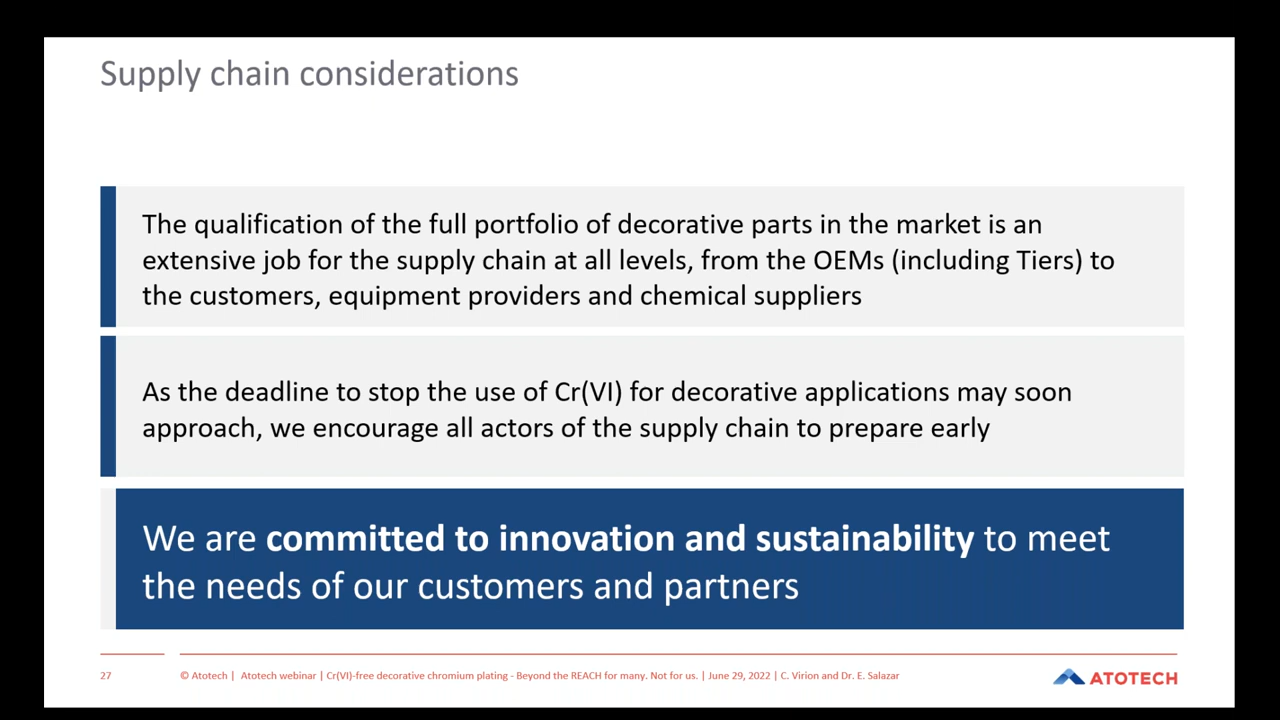 Supply chain considerations
The qualification of the full portfolio of decorative parts in the market is an
extensive job for the supply chain at all levels, from the OEMs (including Tiers) to
the customers, equipment providers and chemical suppliers
As the deadline to stop the use of Cr(VI) for decorative applications may soon
approach, we encourage all actors of the supply chain to prepare early
We are committed to innovation and sustainability to meet
the needs of our customers and partners
27 © Atotech | Atotech webinar | Cr(VI)-free decorative chromium plating - Beyond the REACH for many. Not for us. | June 29, 2022 | C. Virion and Dr. E. Salazar ATOTECH